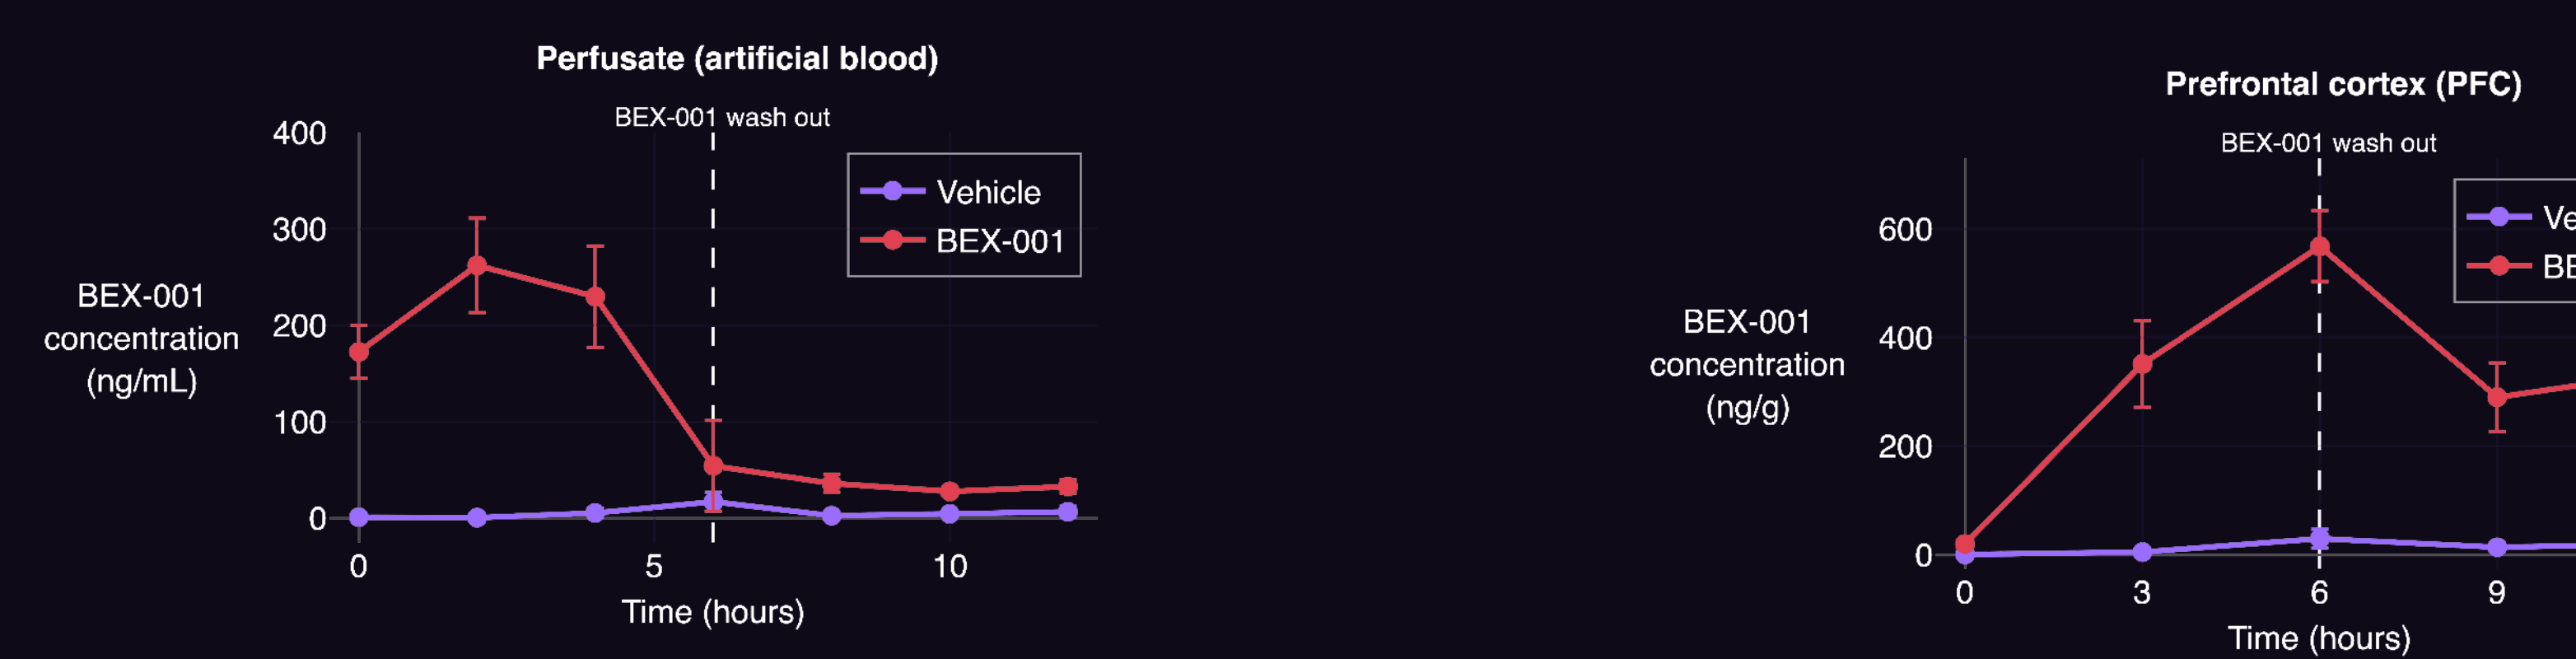 Perfusate (artificial blood)
BEX-001 wash out
400
300
200
100
0
BEX-001
concentration
(ng/mL)
Vehicle
BEX-001
0 5 10
Time (hours)
Prefrontal cortex (PFC)
BEX-001 wash out
600
400
200
0
BEX-001
concentration
(ng/g)
Ve
BE
0 3 6 9
Time (hours)